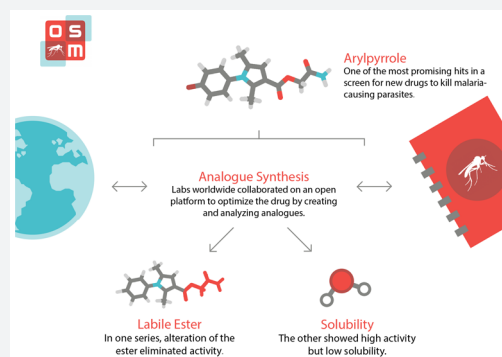 OS
M
Arylpyrrole
One of the most promising hits in a
screen for new drugs to kill malaria-
causing parasites.
Analogue Synthesis
Labs worldwide collaborated on an open
platform to optimize the drug by creating
and analyzing analogues.
Labile Ester
In one series, alteration of the
ester eliminated activity.
Solubility
The other showed high activity
but low solubility.